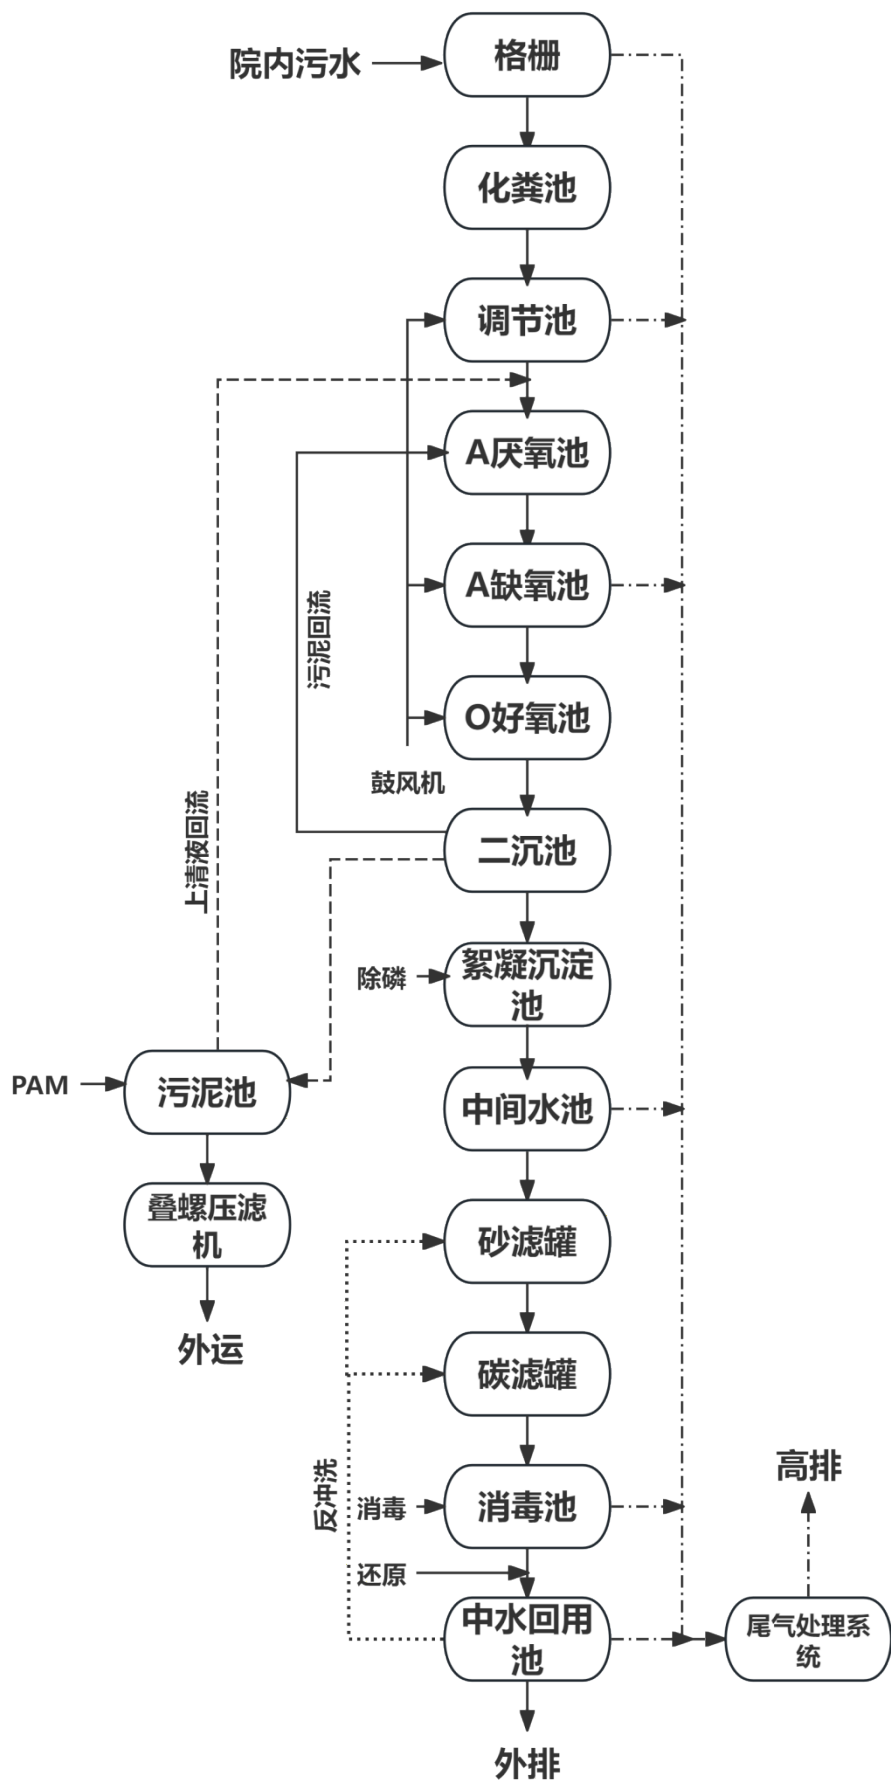 格栅
院内污水
化粪池
调节池
A厌氧池
A缺氧池
污泥回流
O好氧池
鼓风机
上清液回流
二沉池
除磷
絮凝沉淀
池
PAM
污泥池
中间水池
叠螺压滤
机
砂滤罐
外运
碳滤罐
反冲洗
消毒
消毒池
高排
还原
中水回用
池
尾气处理系
统
外排